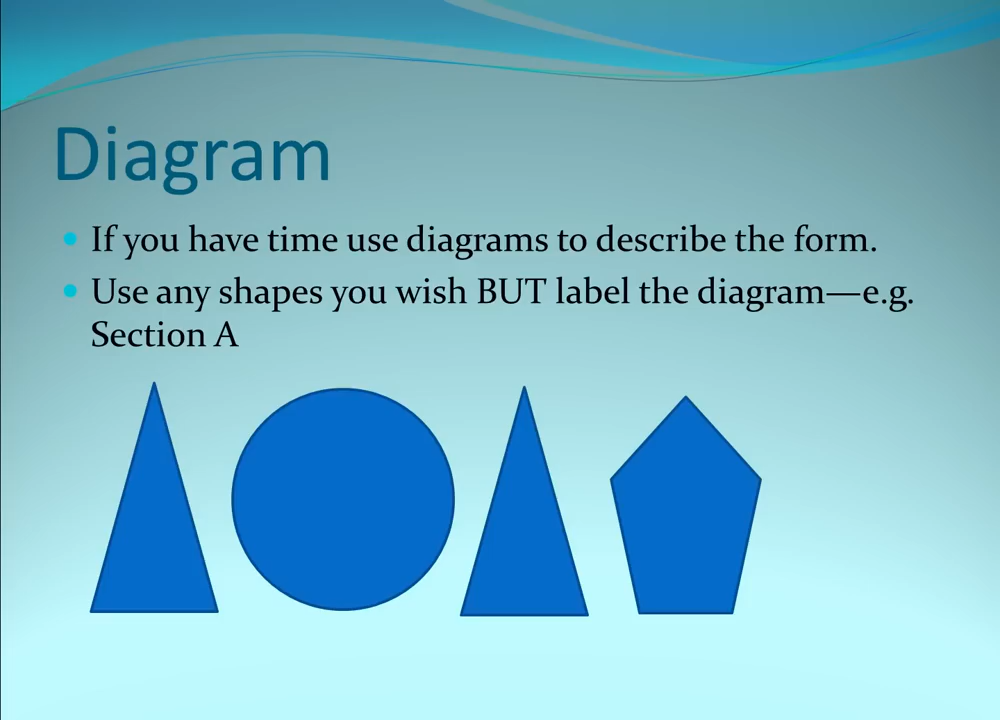 Diagram
If you have time use diagrams to describe the form.
Use any shapes you wish BUT label the diagram—e.g.
Section A